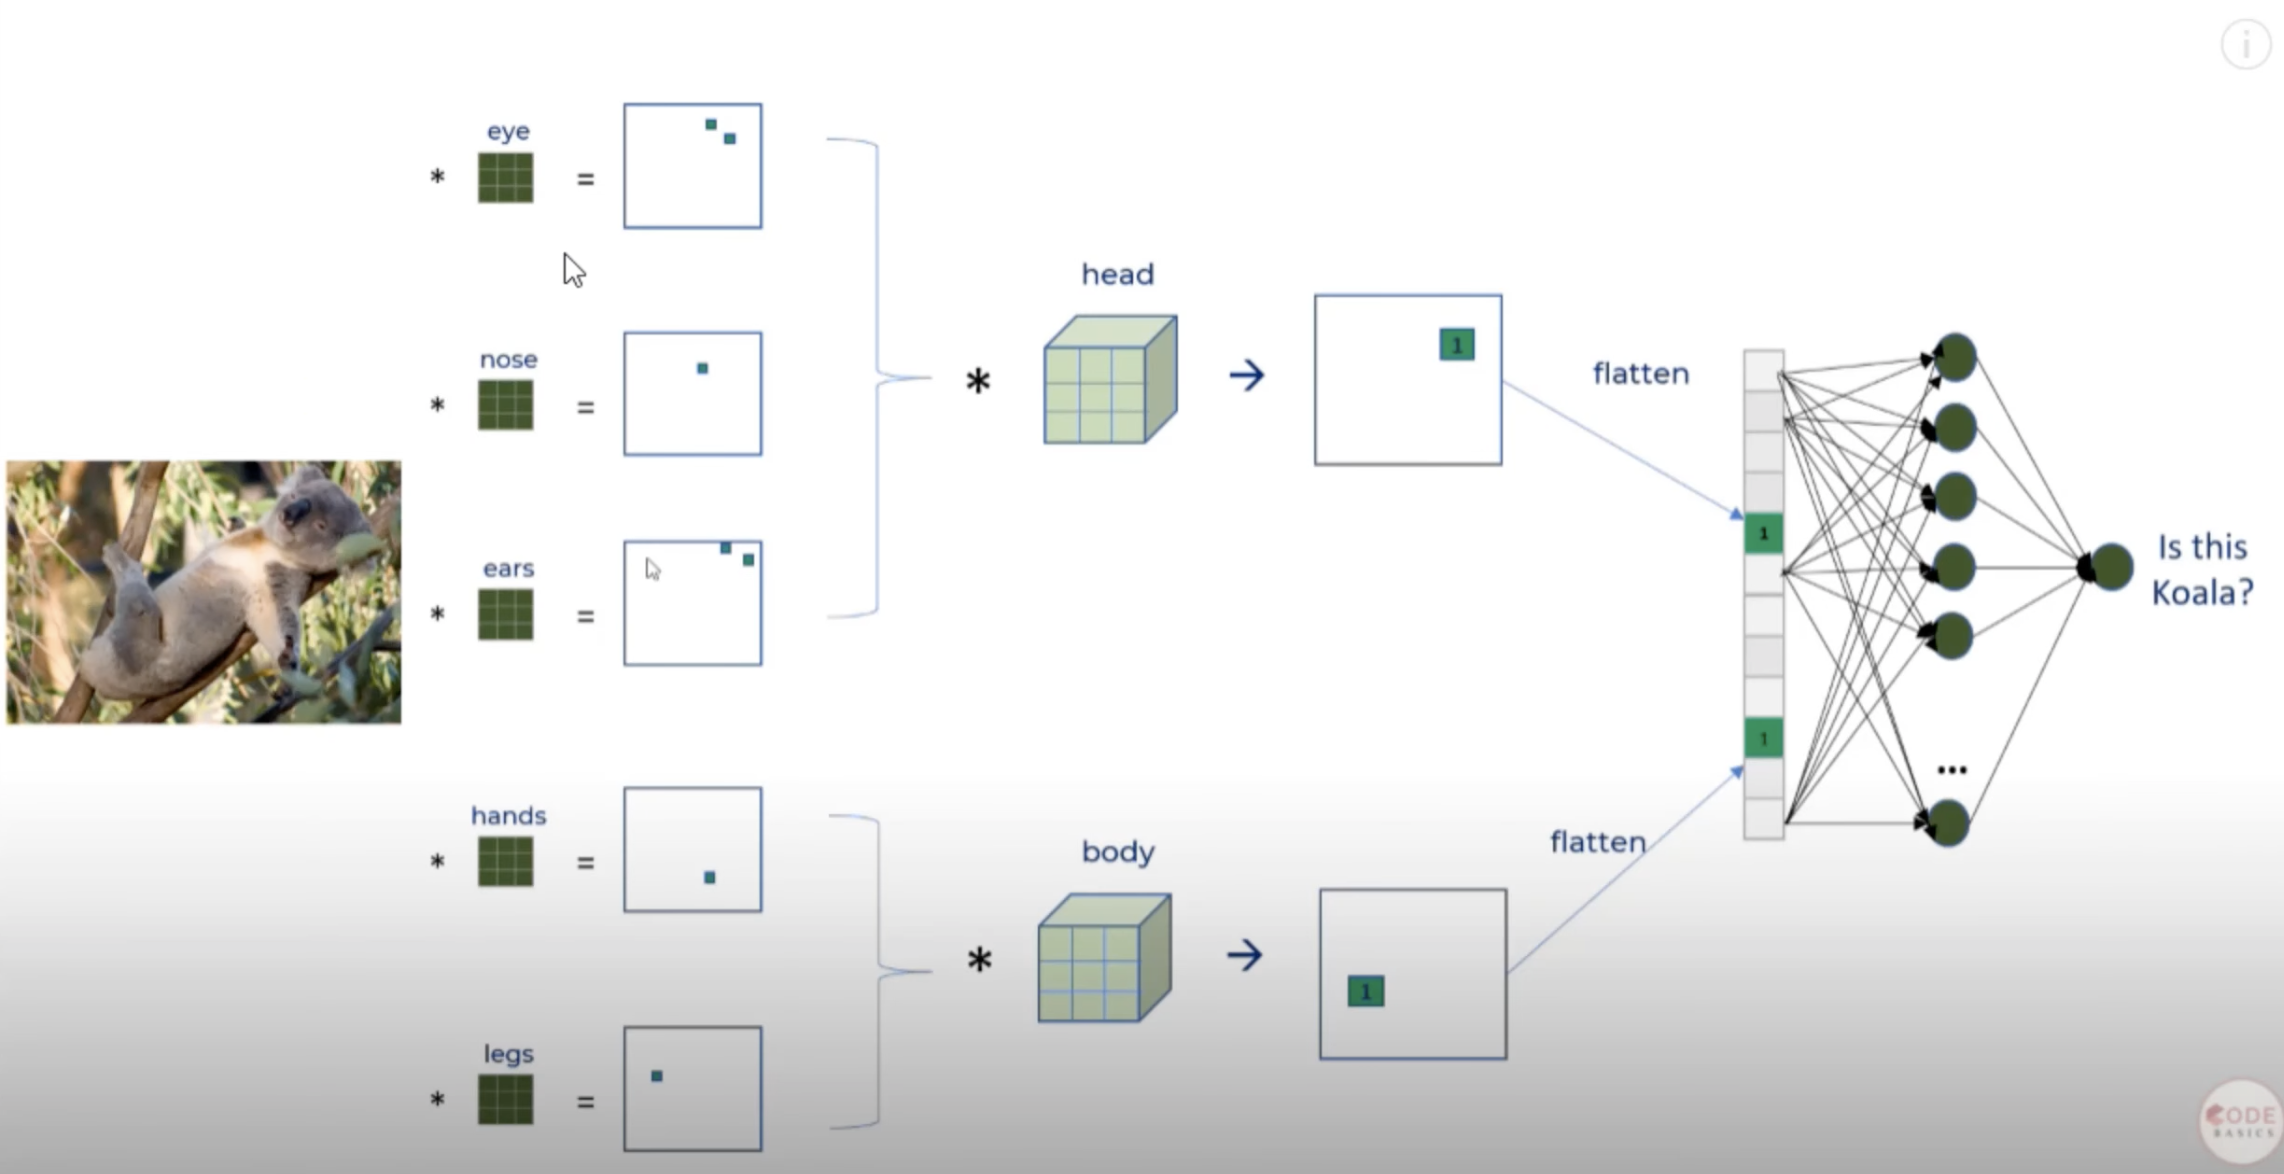 eye
* =
nose
* =
ears
* =
head
* →
1
flatten
1
1
Is this
Koala?
hands
* =
legs
* =
body
* →
1
flatten
...
i
CODE
BASICS